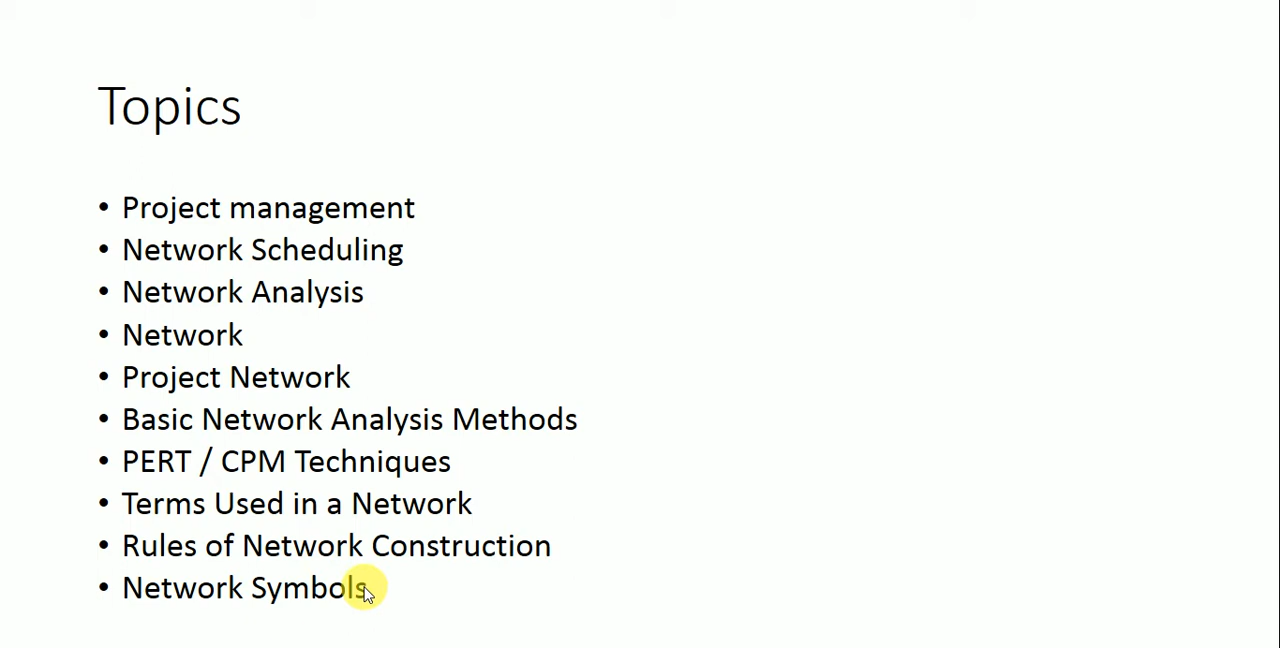 Topics
• Project management
• Network Scheduling
• Network Analysis
• Network
• Project Network
• Basic Network Analysis Methods
• PERT / CPM Techniques
• Terms Used in a Network
• Rules of Network Construction
• Network Symbols